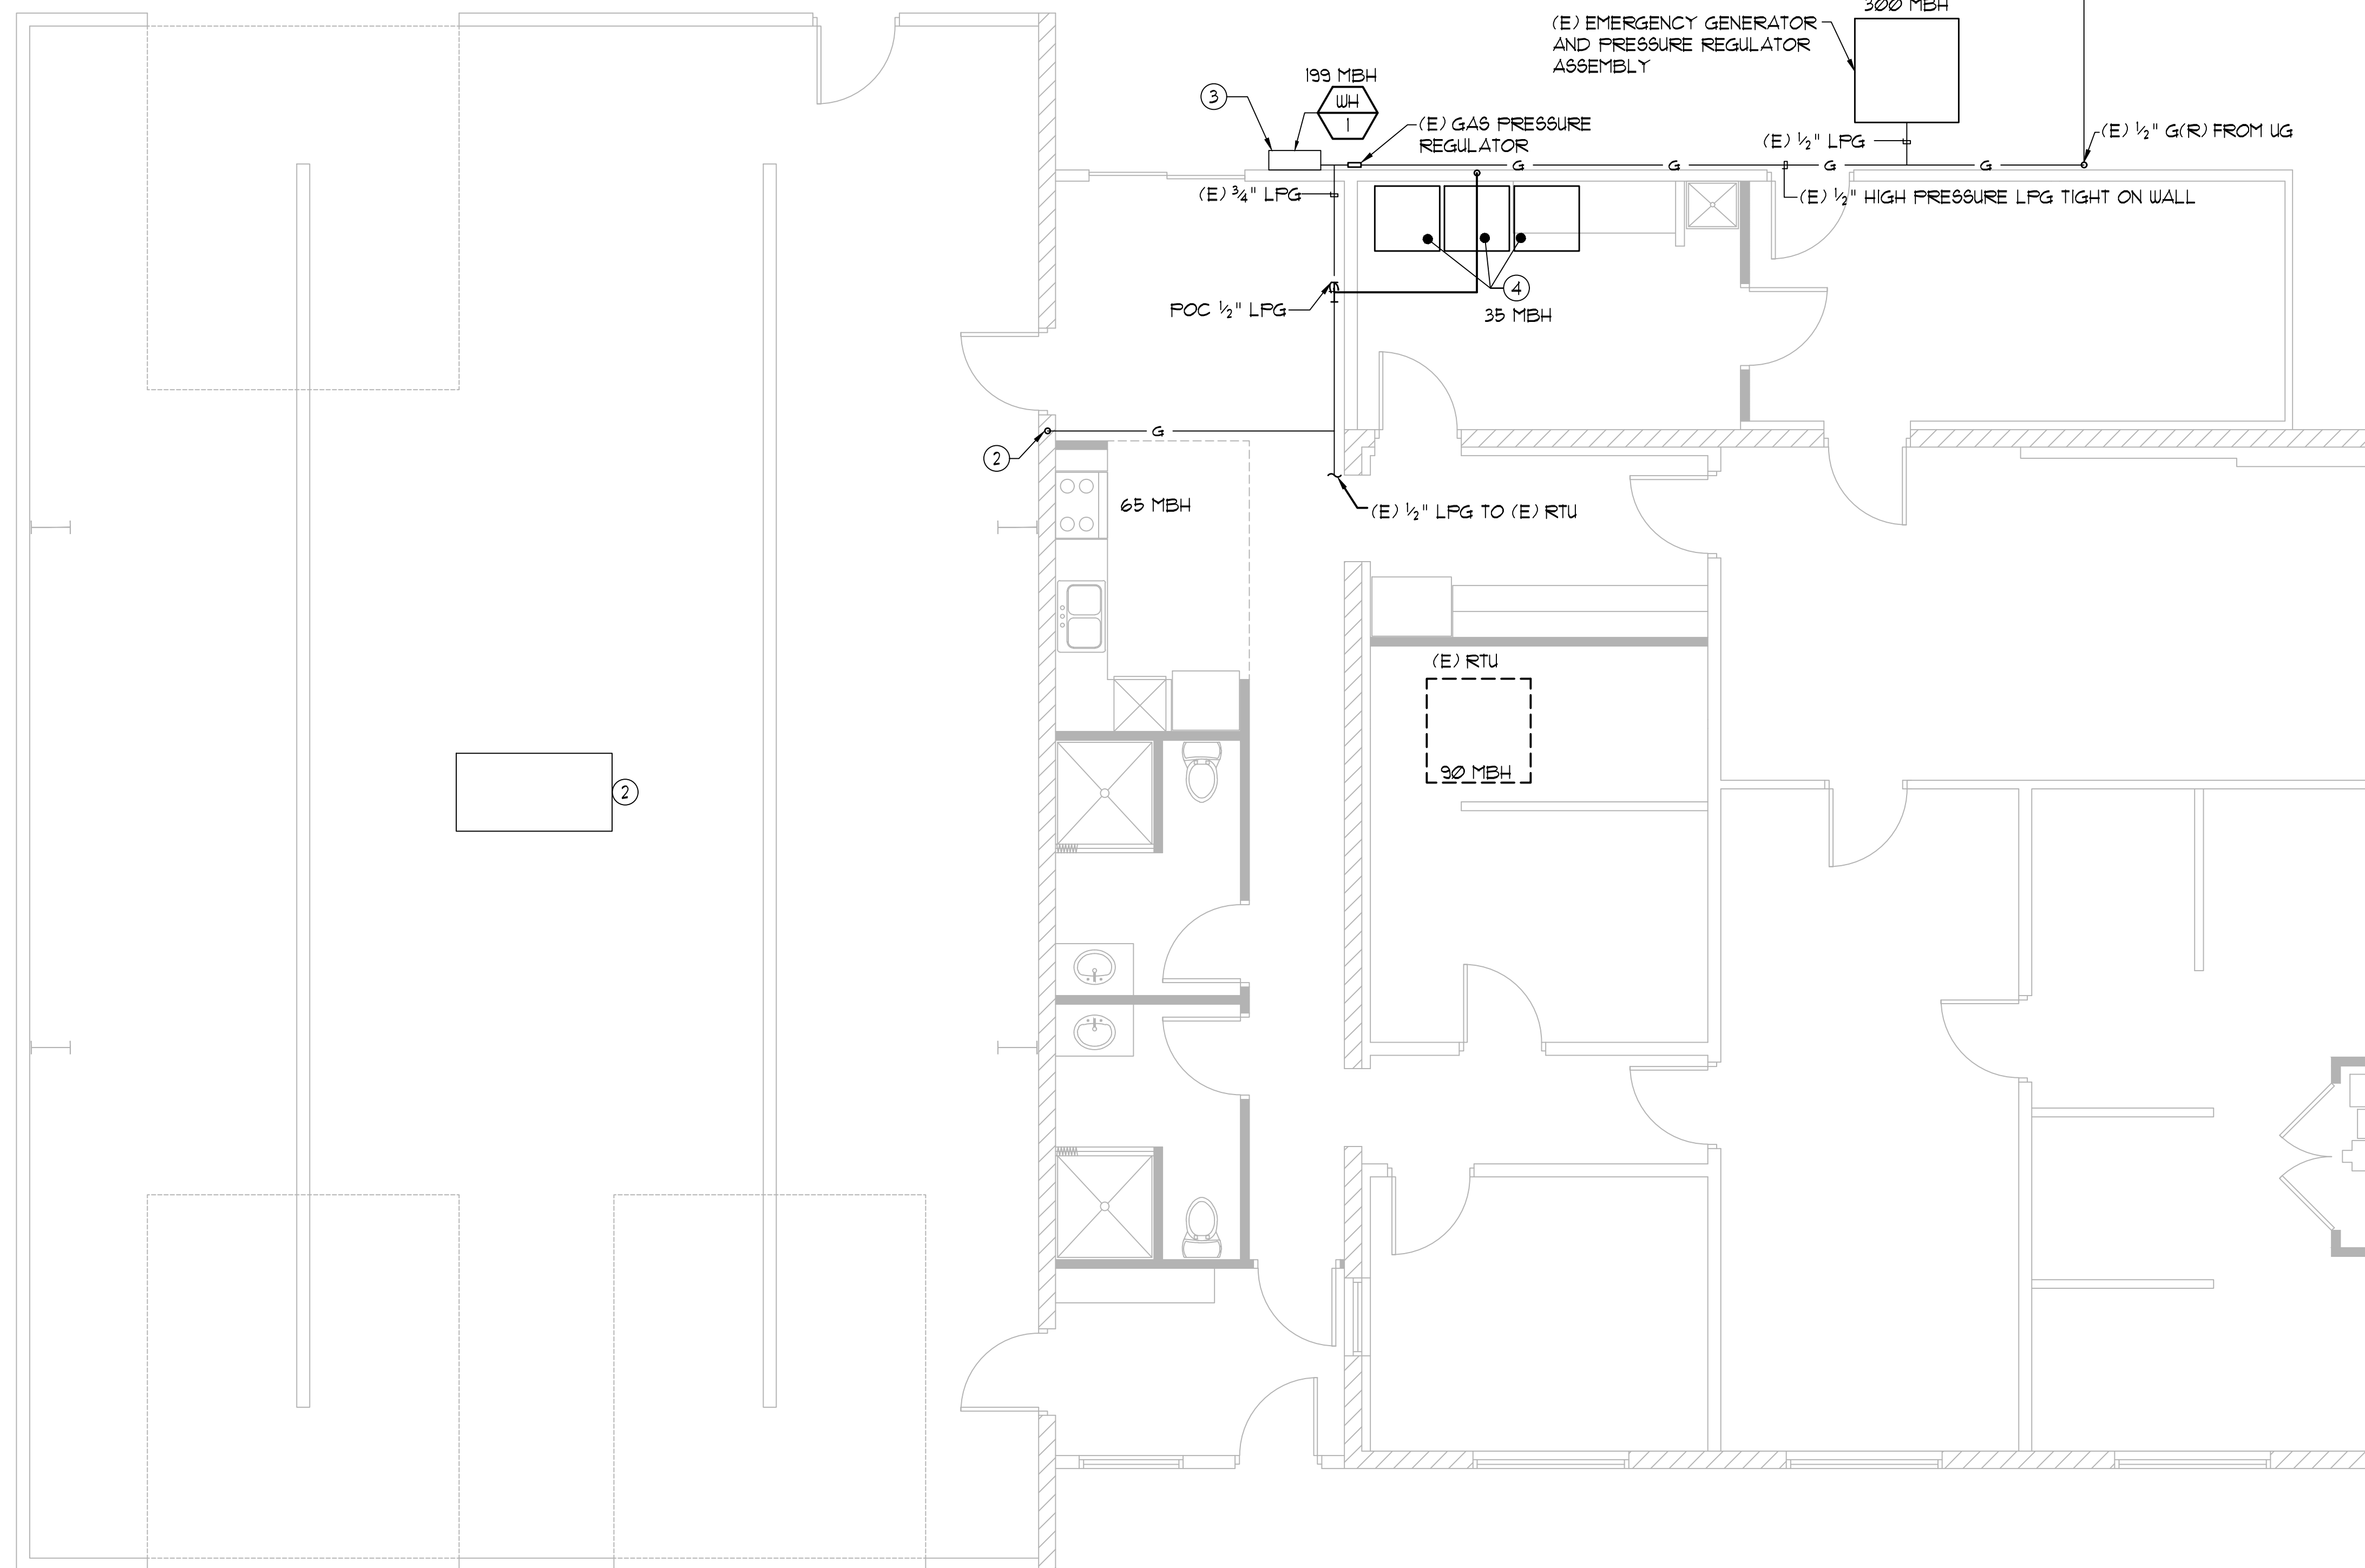 300 MBH
(E) EMERGENCY GENERATOR
AND PRESSURE REGULATOR
ASSEMBLY
199 MBH
3
WH
1
(E) GAS PRESSURE
REGULATOR
(E) ½" LPG
(E) ½" G(R) FROM UG
G
G
G
G
(E) ¾" LPG
(E) ½" HIGH PRESSURE LPG TIGHT ON WALL
4
POC ½" LPG
35 MBH
G
2
65 MBH
(E) ½" LPG TO (E) RTU
(E) RTU
90 MBH
2